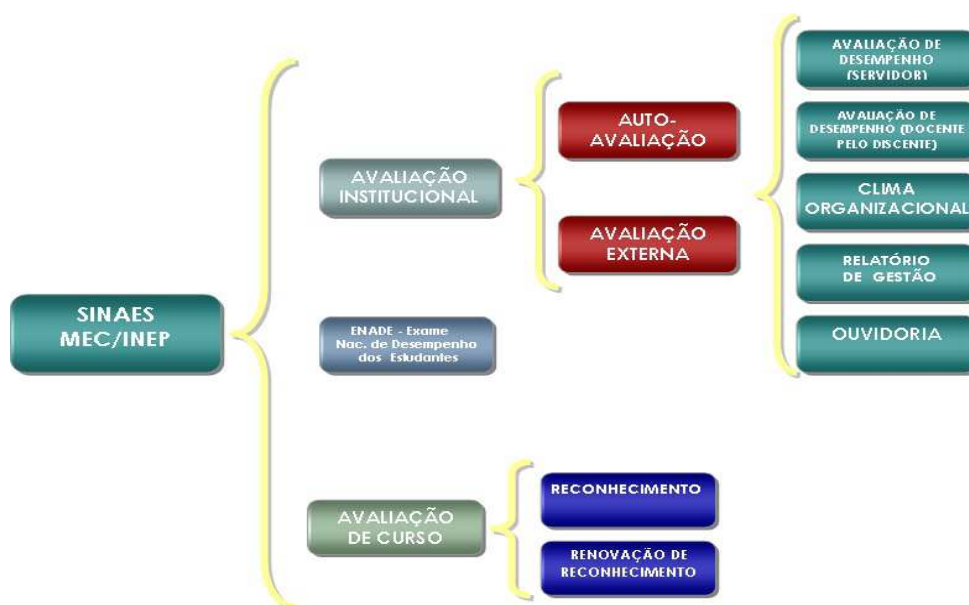 SINAES
MEC/INEP
AVALIAÇÃO
INSTITUCIONAL
AUTO-
AVALIAÇÃO
AVALIAÇÃO
EXTERNA
AVALIAÇÃO DE
DESEMPENHO
(SERVIDOR)
AVALIAÇÃO DE
DESEMPENHO (DOCENTE
PELO DISCENTE)
CLIMA
ORGANIZACIONAL
RELATÓRIO
DE GESTÃO
OUVIDORIA
ENADE - Exame
Nac. de Desempenho
dos Estudantes
AVALIAÇÃO
DE CURSO
RECONHECIMENTO
RENOVAÇÃO DE
RECONHECIMENTO